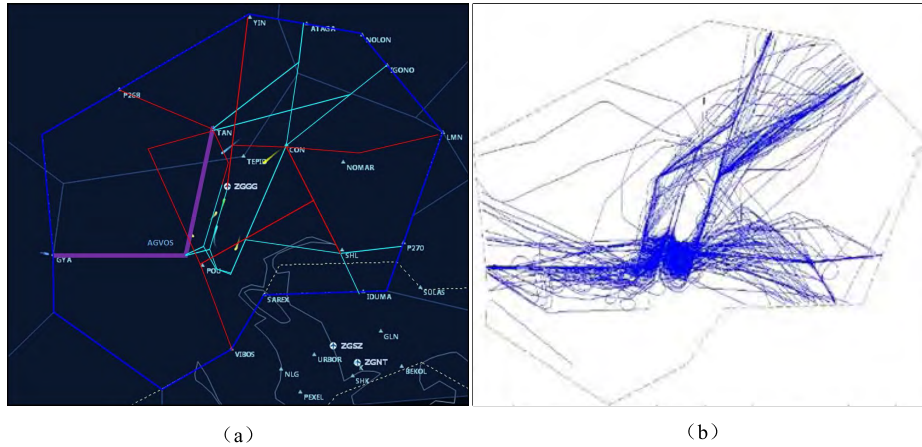 YIN
ATAGA
NOLON
IGONO
P268
TAN
LMN
TEPID
CON
NOMAR
ZGGG
AGVOS
GYA
POU
SHL
P270
SOLAS
SAREX
IDUMA
GLN
ZGSZ
VIBOS
URBOR
ZGNT
NLG
SHK
BEKOL
PEXEL
(a)
(b)